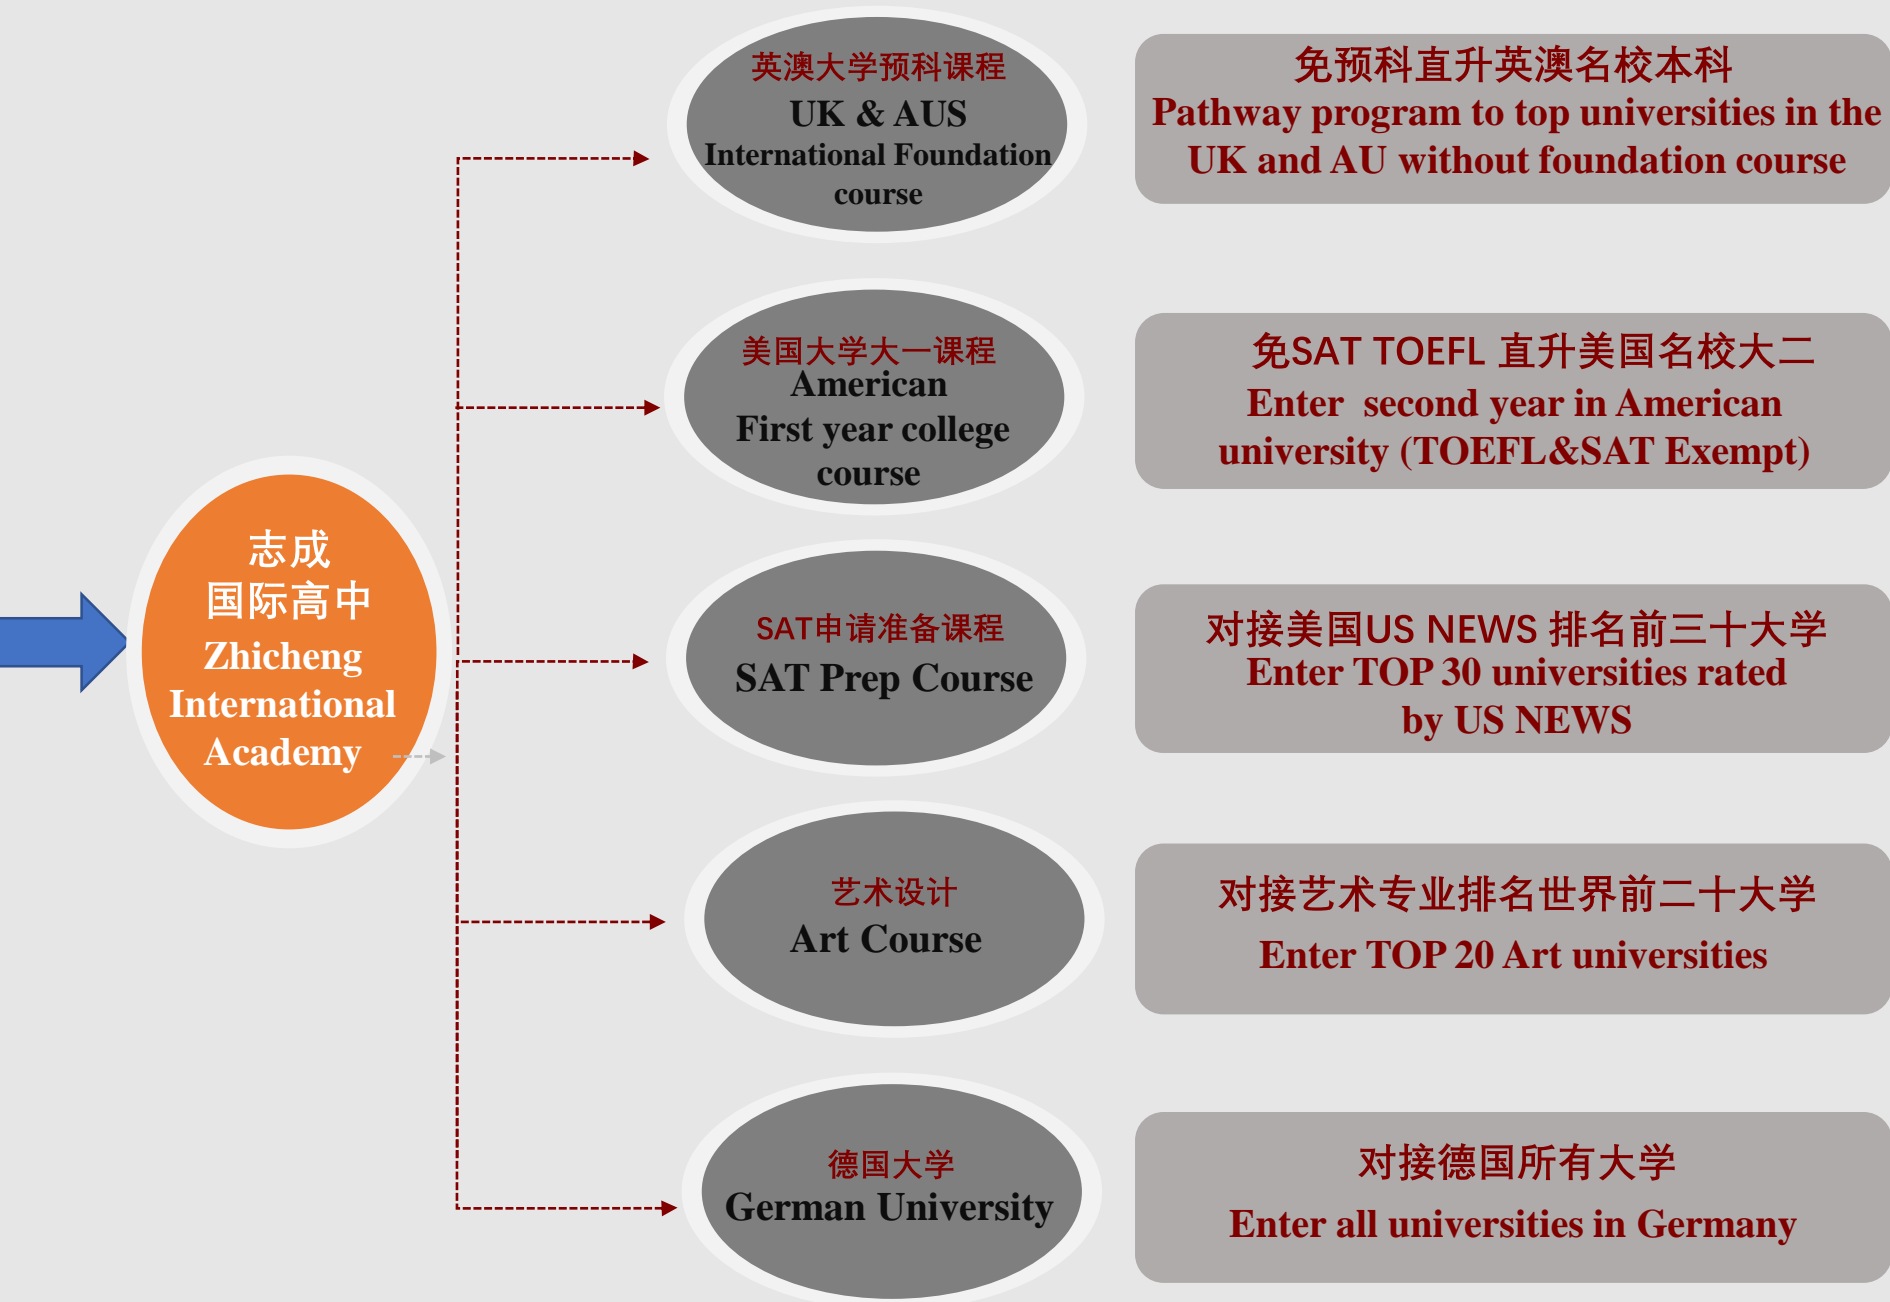 志成
国际高中
Zhicheng
International
Academy
英澳大学预科课程
UK & AUS
International Foundation
course
免预科直升英澳名校本科
Pathway program to top universities in the
UK and AU without foundation course
美国大学大一课程
American
First year college
course
免SAT TOEFL 直升美国名校大二
Enter  second year in American
university (TOEFL&SAT Exempt)
SAT申请准备课程
SAT Prep Course
对接美国US NEWS 排名前三十大学
Enter TOP 30 universities rated
by US NEWS
艺术设计
Art Course
对接艺术专业排名世界前二十大学
Enter TOP 20 Art universities
德国大学
German University
对接德国所有大学
Enter all universities in Germany